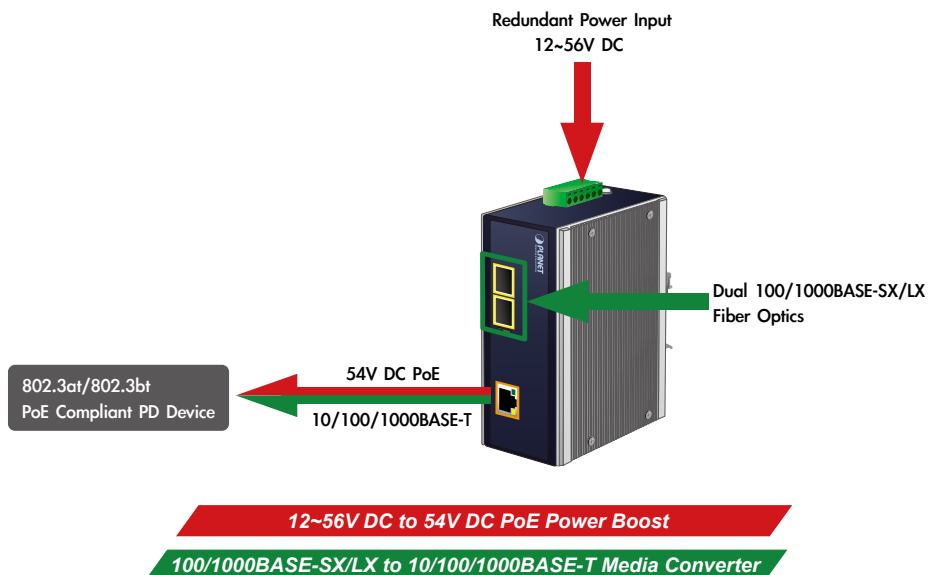 Redundant Power Input
12~56V DC
PLANET
Dual 100/1000BASE-SX/LX
Fiber Optics
802.3at/802.3bt
PoE Compliant PD Device
54V DC PoE
10/100/1000BASE-T
12~56V DC to 54V DC PoE Power Boost
100/1000BASE-SX/LX to 10/100/1000BASE-T Media Converter